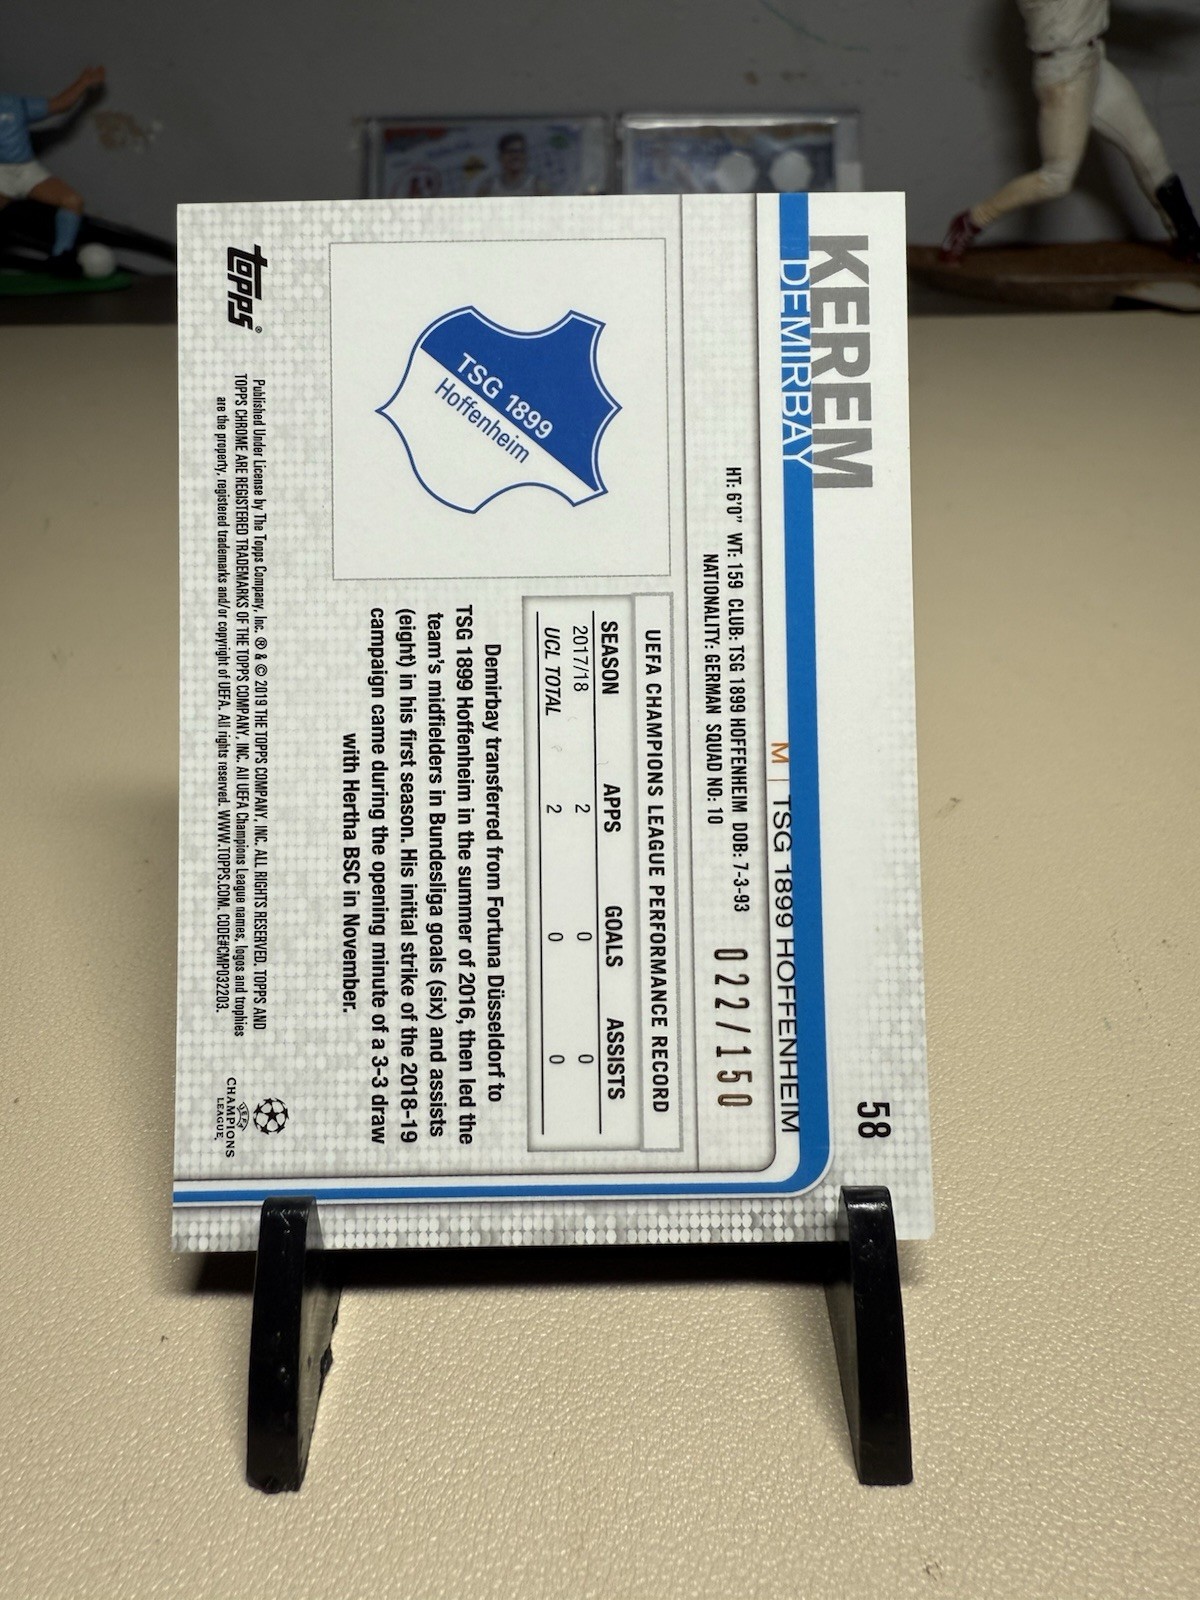 58
KEREM
DEMIRBAY
M | TSG 1899 HOFFENHEIM
HT: 6'0" WT: 159 CLUB: TSG 1899 HOFFENHEIM DOB: 7-3-93
NATIONALITY: GERMAN SQUAD NO: 10
022/150
TSG 1899
Hoffenheim
UEFA CHAMPIONS LEAGUE PERFORMANCE RECORD
SEASON APPS GOALS ASSISTS
2017/18 2 0 0
UCL TOTAL 2 0 0
Demirbay transferred from Fortuna Düsseldorf to
TSG 1899 Hoffenheim in the summer of 2016, then led the
team's midfielders in Bundesliga goals (six) and assists
(eight) in his first season. His initial strike of the 2018-19
campaign came during the opening minute of a 3-3 draw
with Hertha BSC in November.
topps®
Published Under License by The Topps Company, Inc. ® & © 2019 THE TOPPS COMPANY, INC. ALL RIGHTS RESERVED. TOPPS AND
TOPPS CHROME ARE REGISTERED TRADEMARKS OF THE TOPPS COMPANY, INC. All UEFA Champions League names, logos and trophies
are the property, registered trademarks and/or copyright of UEFA. All rights reserved. WWW.TOPPS.COM. CODE#CMP032203.
UEFA
CHAMPIONS
LEAGUE